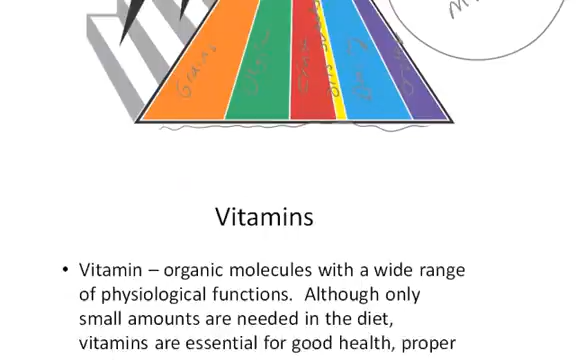 Grains
Vitamins
• Vitamin – organic molecules with a wide range
of physiological functions.  Although only
small amounts are needed in the diet,
vitamins are essential for good health, proper